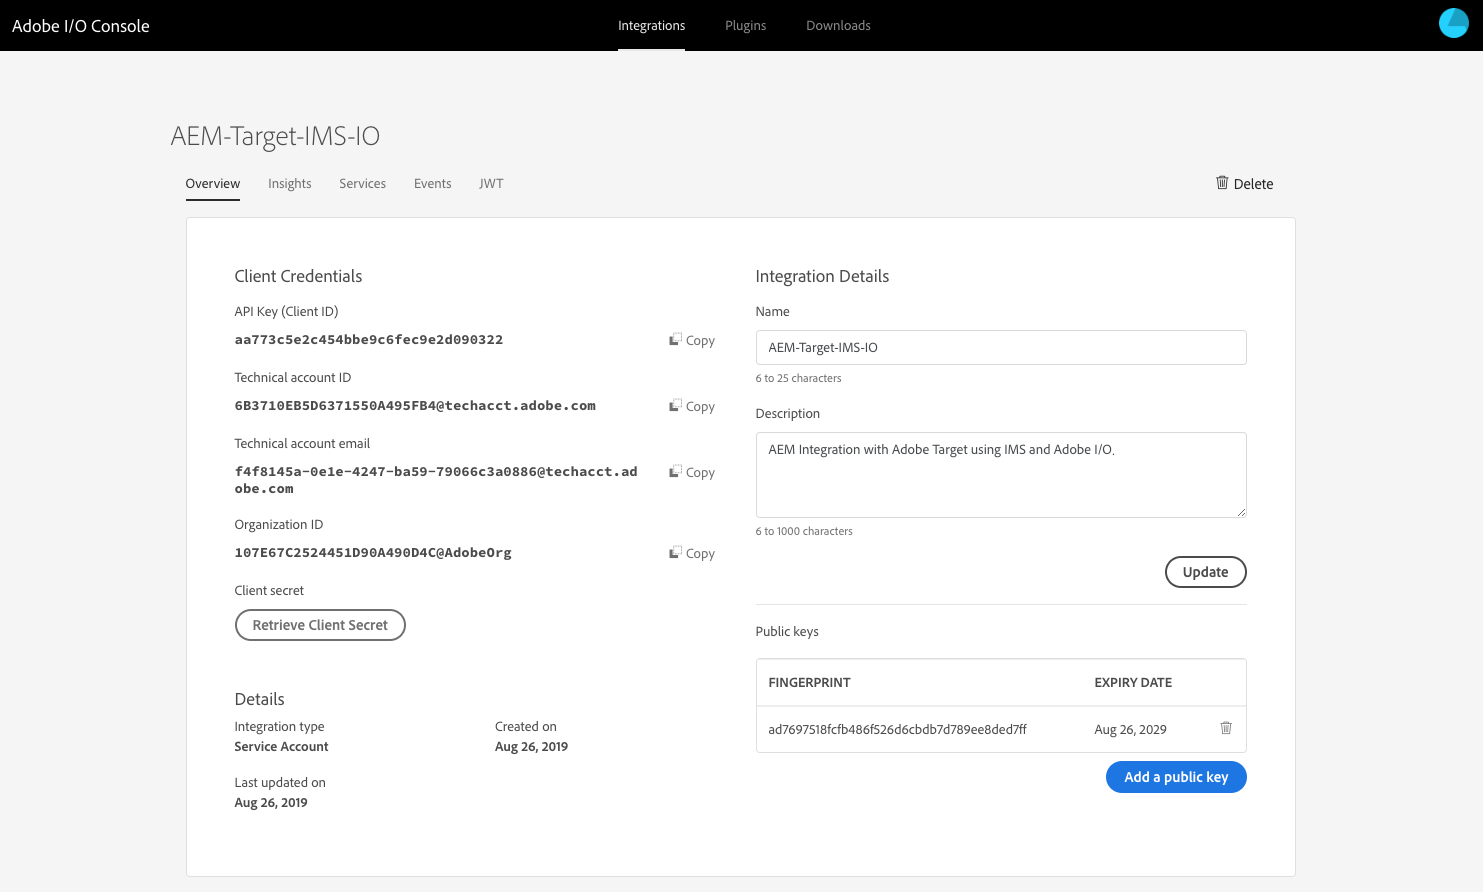 Adobe I/O Console
Integrations
Plugins
Downloads
AEM-Target-IMS-IO
Overview
Insights
Services
Events
JWT
Delete
Client Credentials
API Key (Client ID)
aa773c5e2c454bbe9c6fec9e2d090322
Copy
Technical account ID
6B3710EB5D6371550A495FB4@techacct.adobe.com
Copy
Technical account email
f4f8145a-0e1e-4247-ba59-79066c3a0886@techacct.ad
obe.com
Copy
Organization ID
107E67C2524451D90A490D4C@AdobeOrg
Copy
Client secret
Retrieve Client Secret
Details
Integration type
Service Account
Created on
Aug 26, 2019
Last updated on
Aug 26, 2019
Integration Details
Name
AEM-Target-IMS-IO
6 to 25 characters
Description
AEM Integration with Adobe Target using IMS and Adobe I/O.
6 to 1000 characters
Update
Public keys
FINGERPRINT
EXPIRY DATE
ad7697518fcfb486f526d6cbdb7d789ee8ded7ff
Aug 26, 2029
Add a public key